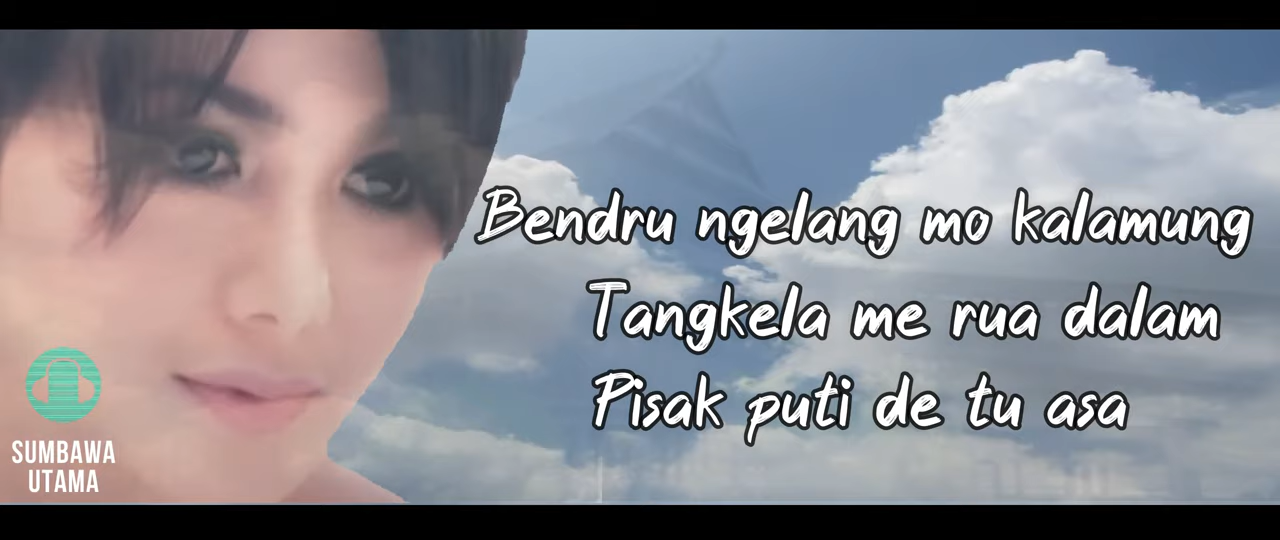 Bendru ngelang mo kalamung
Tangkela me rua dalam
Pisak puti de tu asa
SUMBAWA
UTAMA